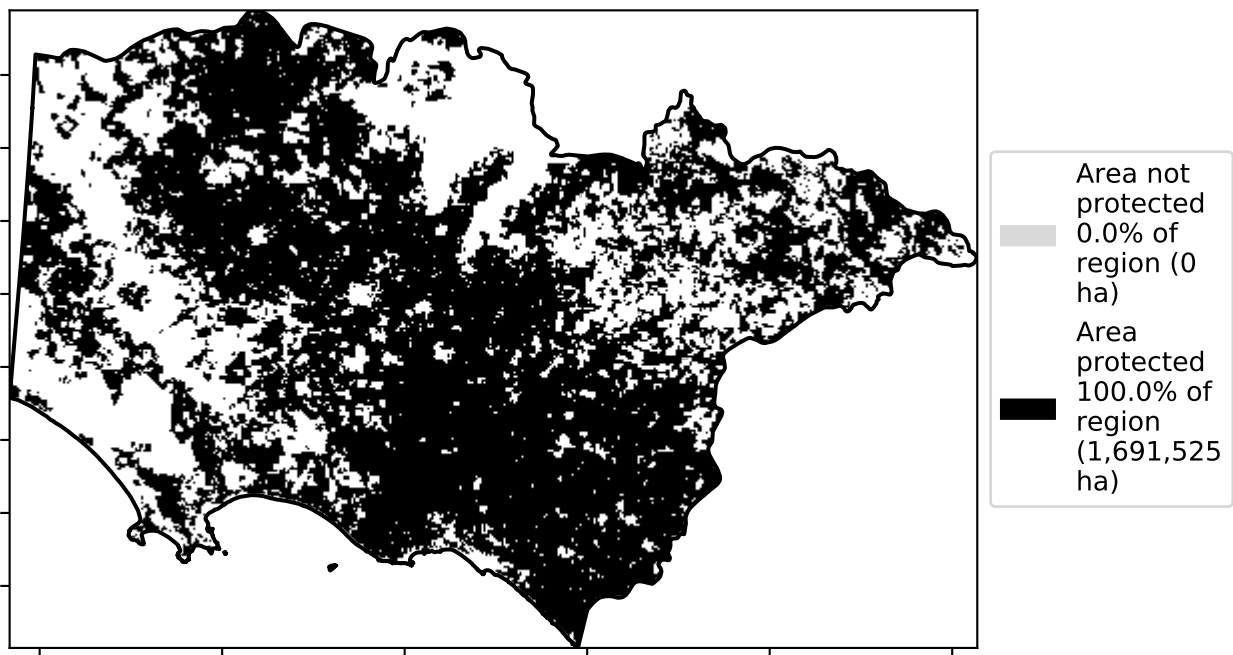 Area not
protected
0.0% of
region (0
ha)
Area
protected
100.0% of
region
(1,691,525
ha)